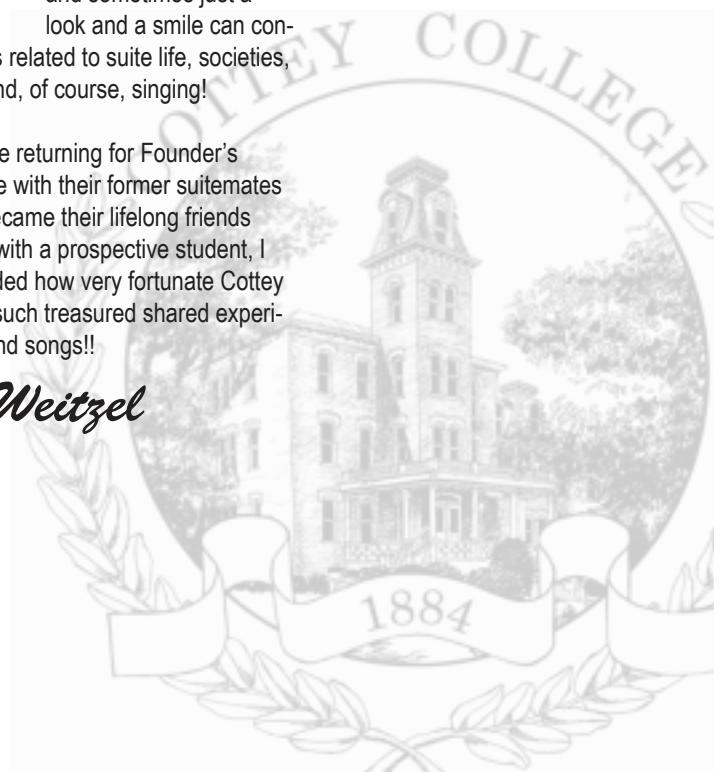 and sometimes just a
look and a smile can con-
s related to suite life, societies,
nd, of course, singing!
e returning for Founder's
e with their former suitemates
came their lifelong friends
with a prospective student, I
ded how very fortunate Cottey
such treasured shared experi-
nd songs!!
Weitzel
OTTEY COLLEGE
1884